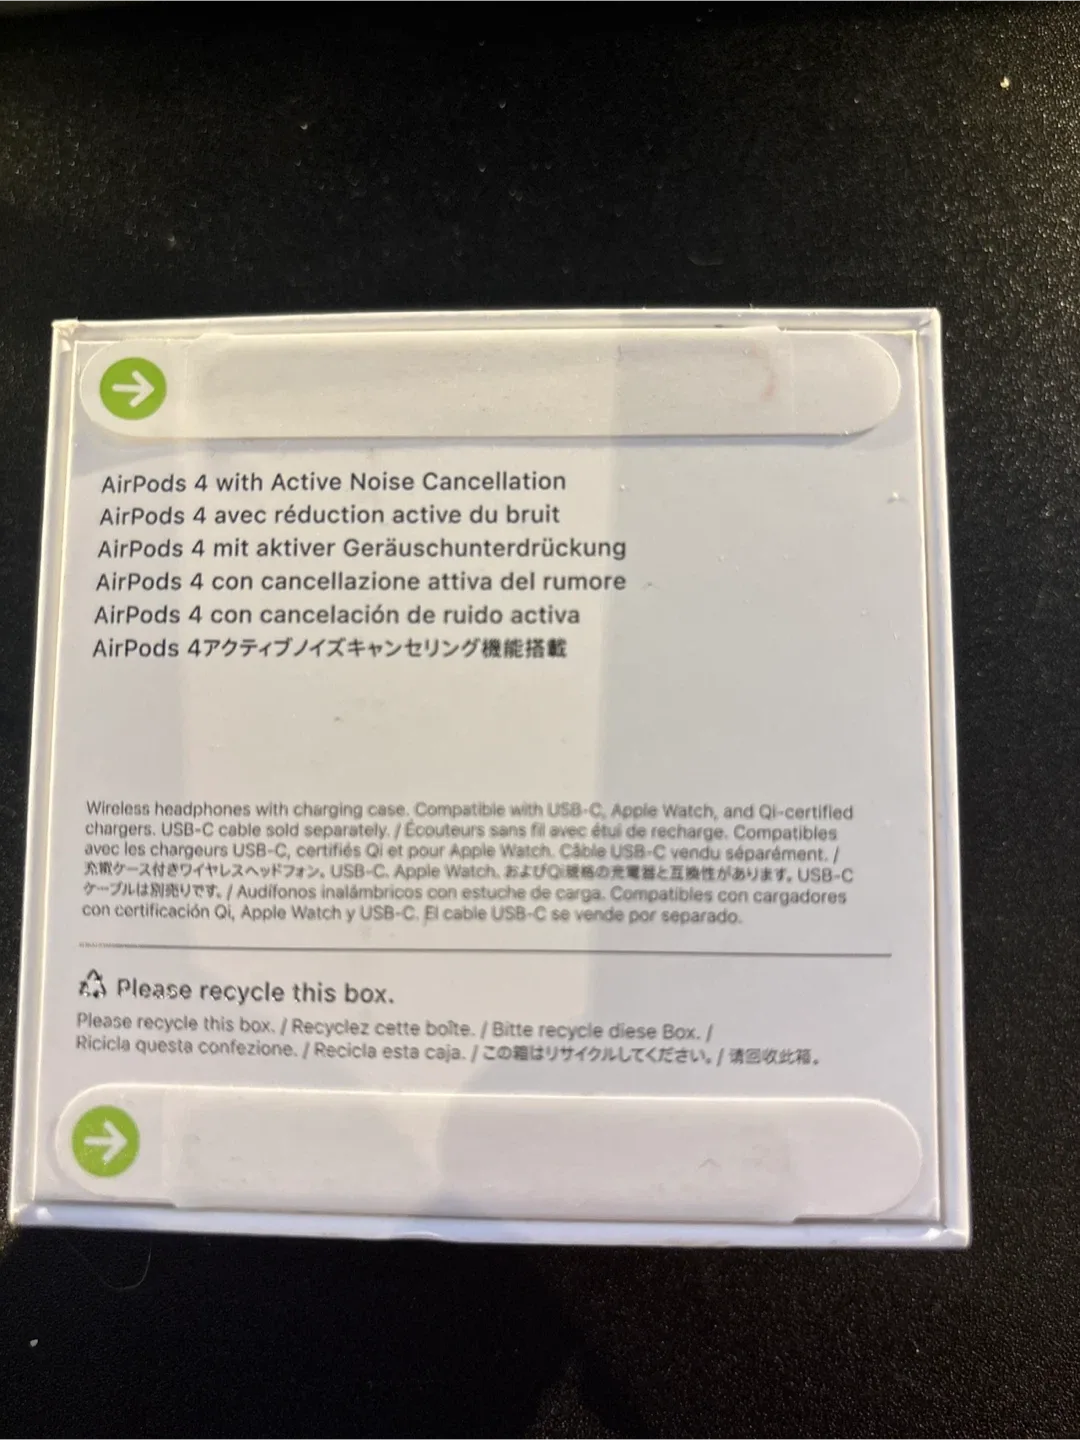 AirPods 4 with Active Noise Cancellation
AirPods 4 avec réduction active du bruit
AirPods 4 mit aktiver Geräuschunterdrückung
AirPods 4 con cancellazione attiva del rumore
AirPods 4 con cancelación de ruido activa
AirPods 4アクティブノイズキャンセリング機能搭載
Wireless headphones with charging case. Compatible with USB-C, Apple Watch, and Qi-certified
chargers. USB-C cable sold separately. / Écouteurs sans fil avec étui de recharge. Compatibles
avec les chargeurs USB-C, certifiés Qi et pour Apple Watch. Câble USB-C vendu séparément. /
充電ケース付きワイヤレスヘッドフォン。USB-C、Apple Watch、およびQi規格の充電器と互換性があります。USB-C
ケーブルは別売りです。/ Audífonos inalámbricos con estuche de carga. Compatibles con cargadores
con certificación Qi, Apple Watch y USB-C. El cable USB-C se vende por separado.
Please recycle this box.
Please recycle this box. / Recyclez cette boîte. / Bitte recycle diese Box. /
Ricicla questa confezione. / Recicla esta caja. / この箱はリサイクルしてください。/ 请回收此箱。